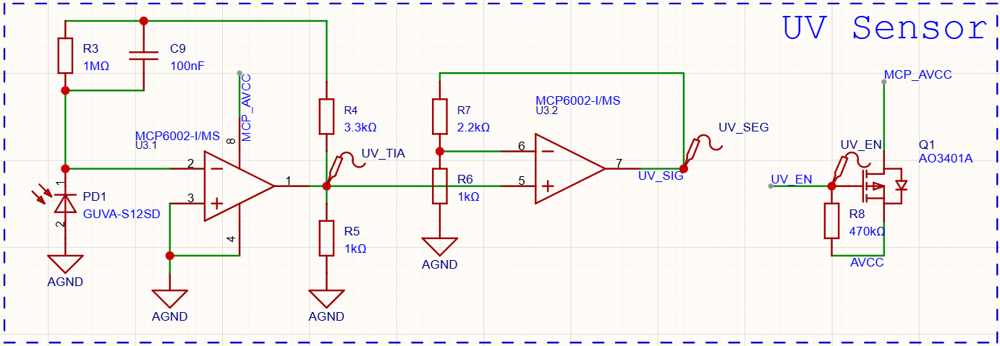 UV Sensor
R3
1MΩ
C9
100nF
MCP_AVCC
MCP6002-I/MS
U3.1
8
2
1
3
4
1
2
PD1
GUVA-S12SD
AGND
AGND
R4
3.3kΩ
UV_TIA
R5
1kΩ
AGND
R7
2.2kΩ
R6
1kΩ
AGND
MCP6002-I/MS
U3.2
6
5
7
UV_SIG
UV_SEG
MCP_AVCC
UV_EN
UV_EN
Q1
AO3401A
R8
470kΩ
AVCC